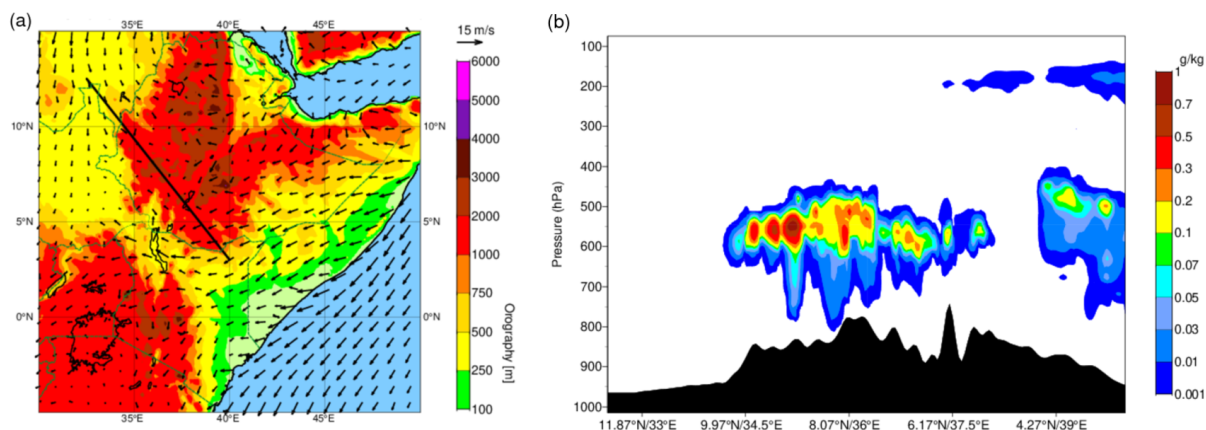 (a)
35°E 40°E 45°E
15 m/s
10°N 10°N
5°N 5°N
0°N 0°N
35°E 40°E 45°E
6000
5000
4000
3000
2000
1000
750
500
250
100
Orography [m]
(b)
g/kg
100
200
300
400
500
600
700
800
900
1000
Pressure (hPa)
11.87°N/33°E 9.97°N/34.5°E 8.07°N/36°E 6.17°N/37.5°E 4.27°N/39°E
1
0.7
0.5
0.3
0.2
0.1
0.07
0.05
0.03
0.01
0.001